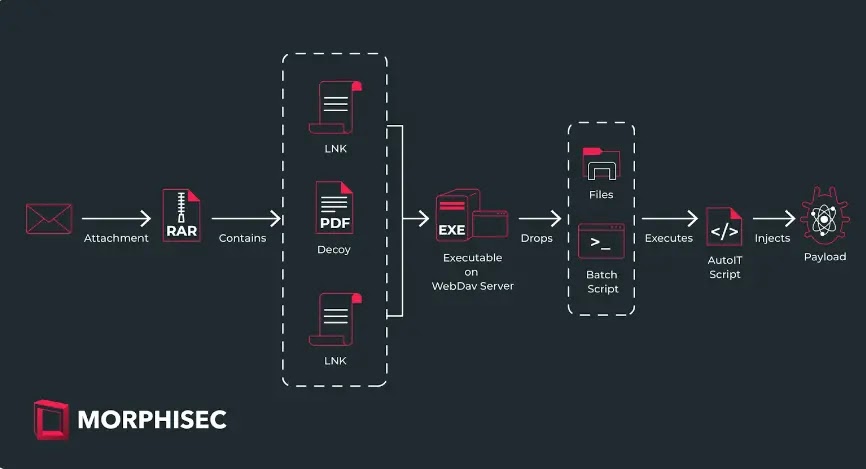 Attachment
RAR
Contains
LNK
PDF
Decoy
LNK
EXE
Executable
on
WebDav Server
Drops
Files
>_
Batch
Script
Executes
</>
AutoIT
Script
Injects
Payload
MORPHISEC